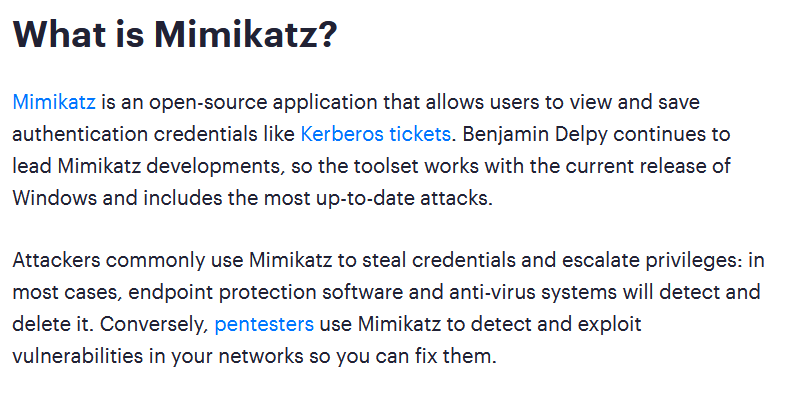 What is Mimikatz?
Mimikatz is an open-source application that allows users to view and save
authentication credentials like Kerberos tickets. Benjamin Delpy continues to
lead Mimikatz developments, so the toolset works with the current release of
Windows and includes the most up-to-date attacks.
Attackers commonly use Mimikatz to steal credentials and escalate privileges: in
most cases, endpoint protection software and anti-virus systems will detect and
delete it. Conversely, pentesters use Mimikatz to detect and exploit
vulnerabilities in your networks so you can fix them.